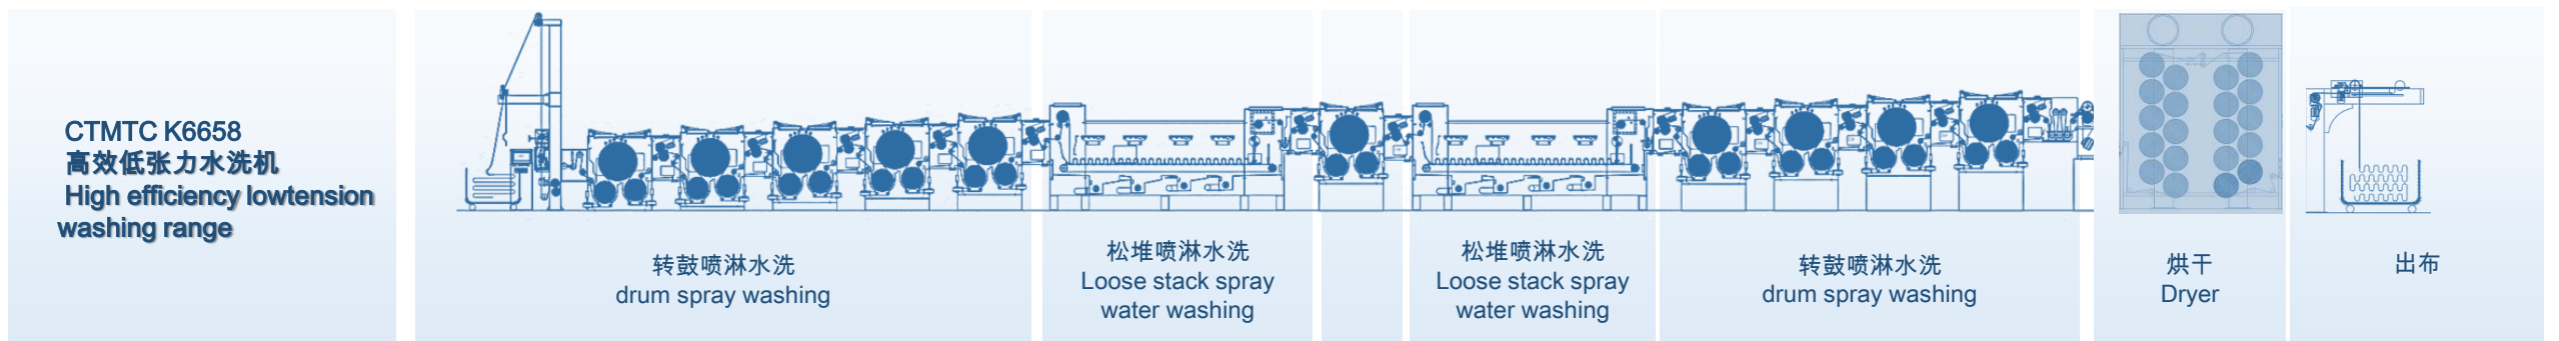 CTMTC K6658
高效低张力水洗机
High efficiency lowtension
washing range
转鼓喷淋水洗
drum spray washing
松堆喷淋水洗
Loose stack spray
water washing
松堆喷淋水洗
Loose stack spray
water washing
转鼓喷淋水洗
drum spray washing
烘干
Dryer
出布